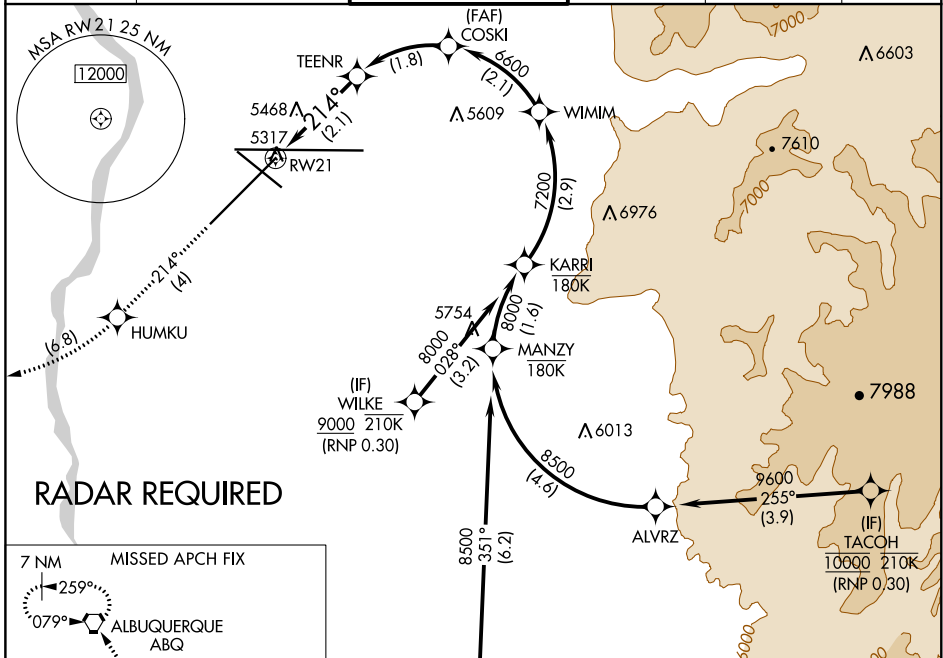 MSA RW 21 25 NM
12000
(FAF)
COSKI
TEENR
(1.8)
6600
(2.1)
6603
5468
214°
(2.1)
5609
WIMIM
5317
RW21
7610
7000
7000
7200
(2.9)
6976
214°
(4)
KARRI
180K
HUMKU
(6.8)
5754
8000
(1.6)
8000
028°
(3.2)
MANZY
180K
(IF)
WILKE
9000 210K
(RNP 0.30)
7988
6013
8500
(4.6)
RADAR REQUIRED
9600
255°
(3.9)
ALVRZ
(IF)
TACOH
10000 210K
(RNP 0.30)
8500
351°
(6.2)
MISSED APCH FIX
7 NM
259°
079°
ALBUQUERQUE
ABQ
6000
6000